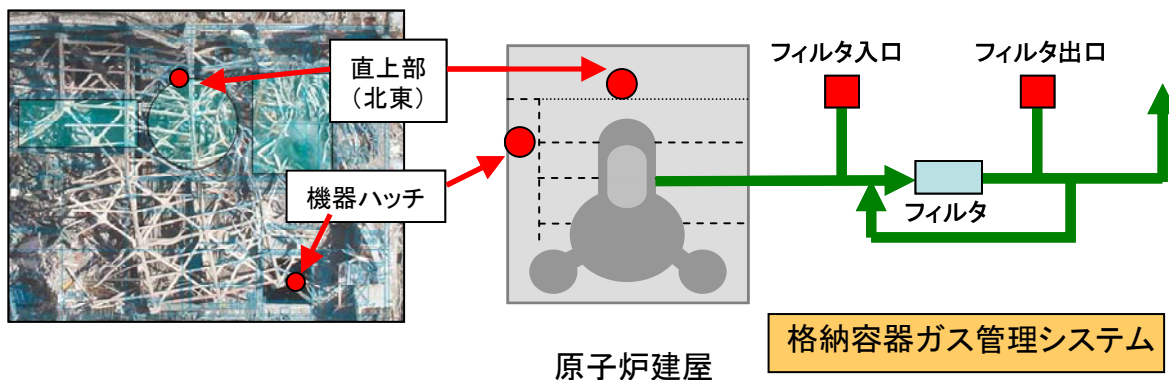 直上部
（北東）
機器ハッチ
フィルタ入口
フィルタ出口
フィルタ
原子炉建屋
格納容器ガス管理システム